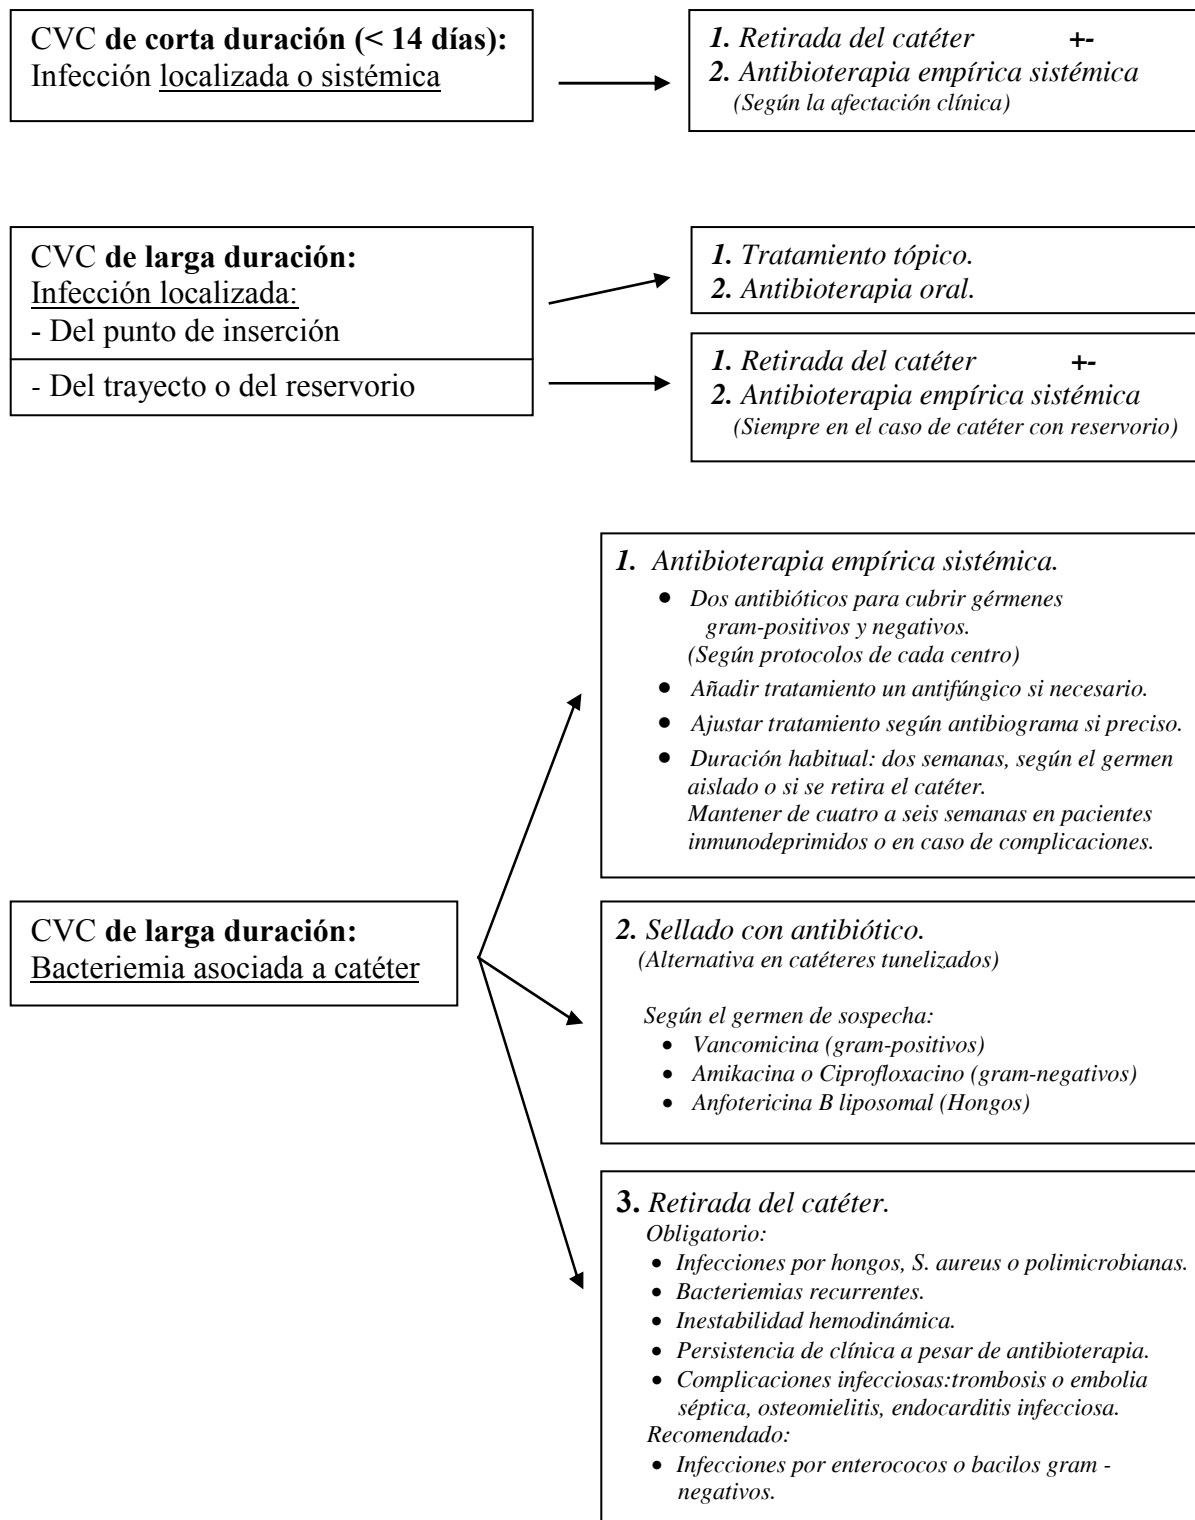 CVC de corta duración (< 14 días):
Infección localizada o sistémica
1. Retirada del catéter +-
2. Antibioterapia empírica sistémica
(Según la afectación clínica)
CVC de larga duración:
Infección localizada:
- Del punto de inserción
- Del trayecto o del reservorio
1. Tratamiento tópico.
2. Antibioterapia oral.
1. Retirada del catéter +-
2. Antibioterapia empírica sistémica
(Siempre en el caso de catéter con reservorio)
CVC de larga duración:
Bacteriemia asociada a catéter
1. Antibioterapia empírica sistémica.
• Dos antibióticos para cubrir gérmenes
gram-positivos y negativos.
(Según protocolos de cada centro)
• Añadir tratamiento un antifúngico si necesario.
• Ajustar tratamiento según antibiograma si preciso.
• Duración habitual: dos semanas, según el germen
aislado o si se retira el catéter.
Mantener de cuatro a seis semanas en pacientes
inmunodeprimidos o en caso de complicaciones.
2. Sellado con antibiótico.
(Alternativa en catéteres tunelizados)
Según el germen de sospecha:
• Vancomicina (gram-positivos)
• Amikacina o Ciprofloxacino (gram-negativos)
• Anfotericina B liposomal (Hongos)
3. Retirada del catéter.
Obligatorio:
• Infecciones por hongos, S. aureus o polimicrobianas.
• Bacteriemias recurrentes.
• Inestabilidad hemodinámica.
• Persistencia de clínica a pesar de antibioterapia.
• Complicaciones infecciosas:trombosis o embolia
séptica, osteomielitis, endocarditis infecciosa.
Recomendado:
• Infecciones por enterococos o bacilos gram -
negativos.